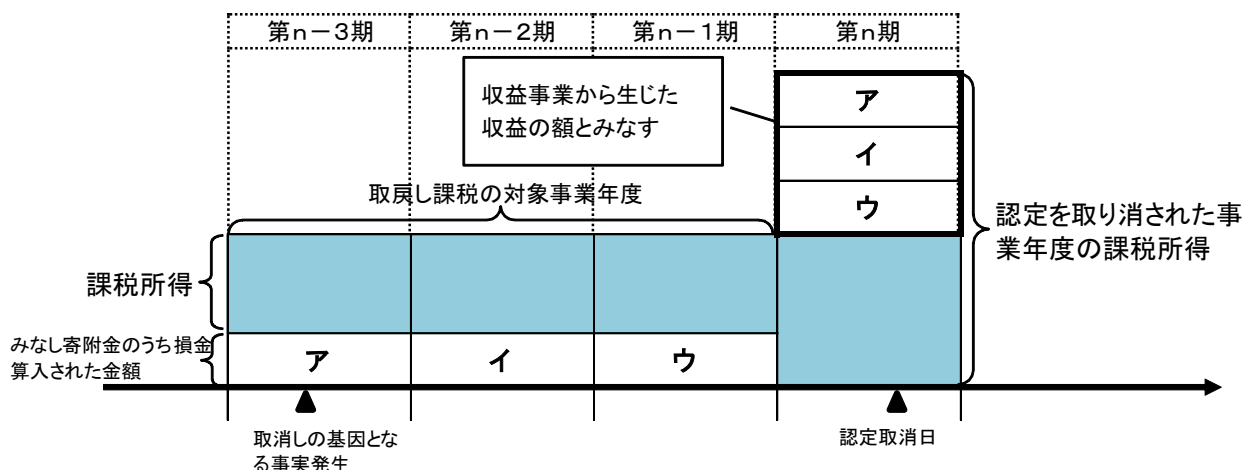 第n－3期
第n－2期
第n－1期
第n期
収益事業から生じた
収益の額とみなす
ア
イ
ウ
取戻し課税の対象事業年度
認定を取り消された事
業年度の課税所得
課税所得
みなし寄附金のうち損金
算入された金額
ア
イ
ウ
取消しの基因とな
る事実発生
認定取消日